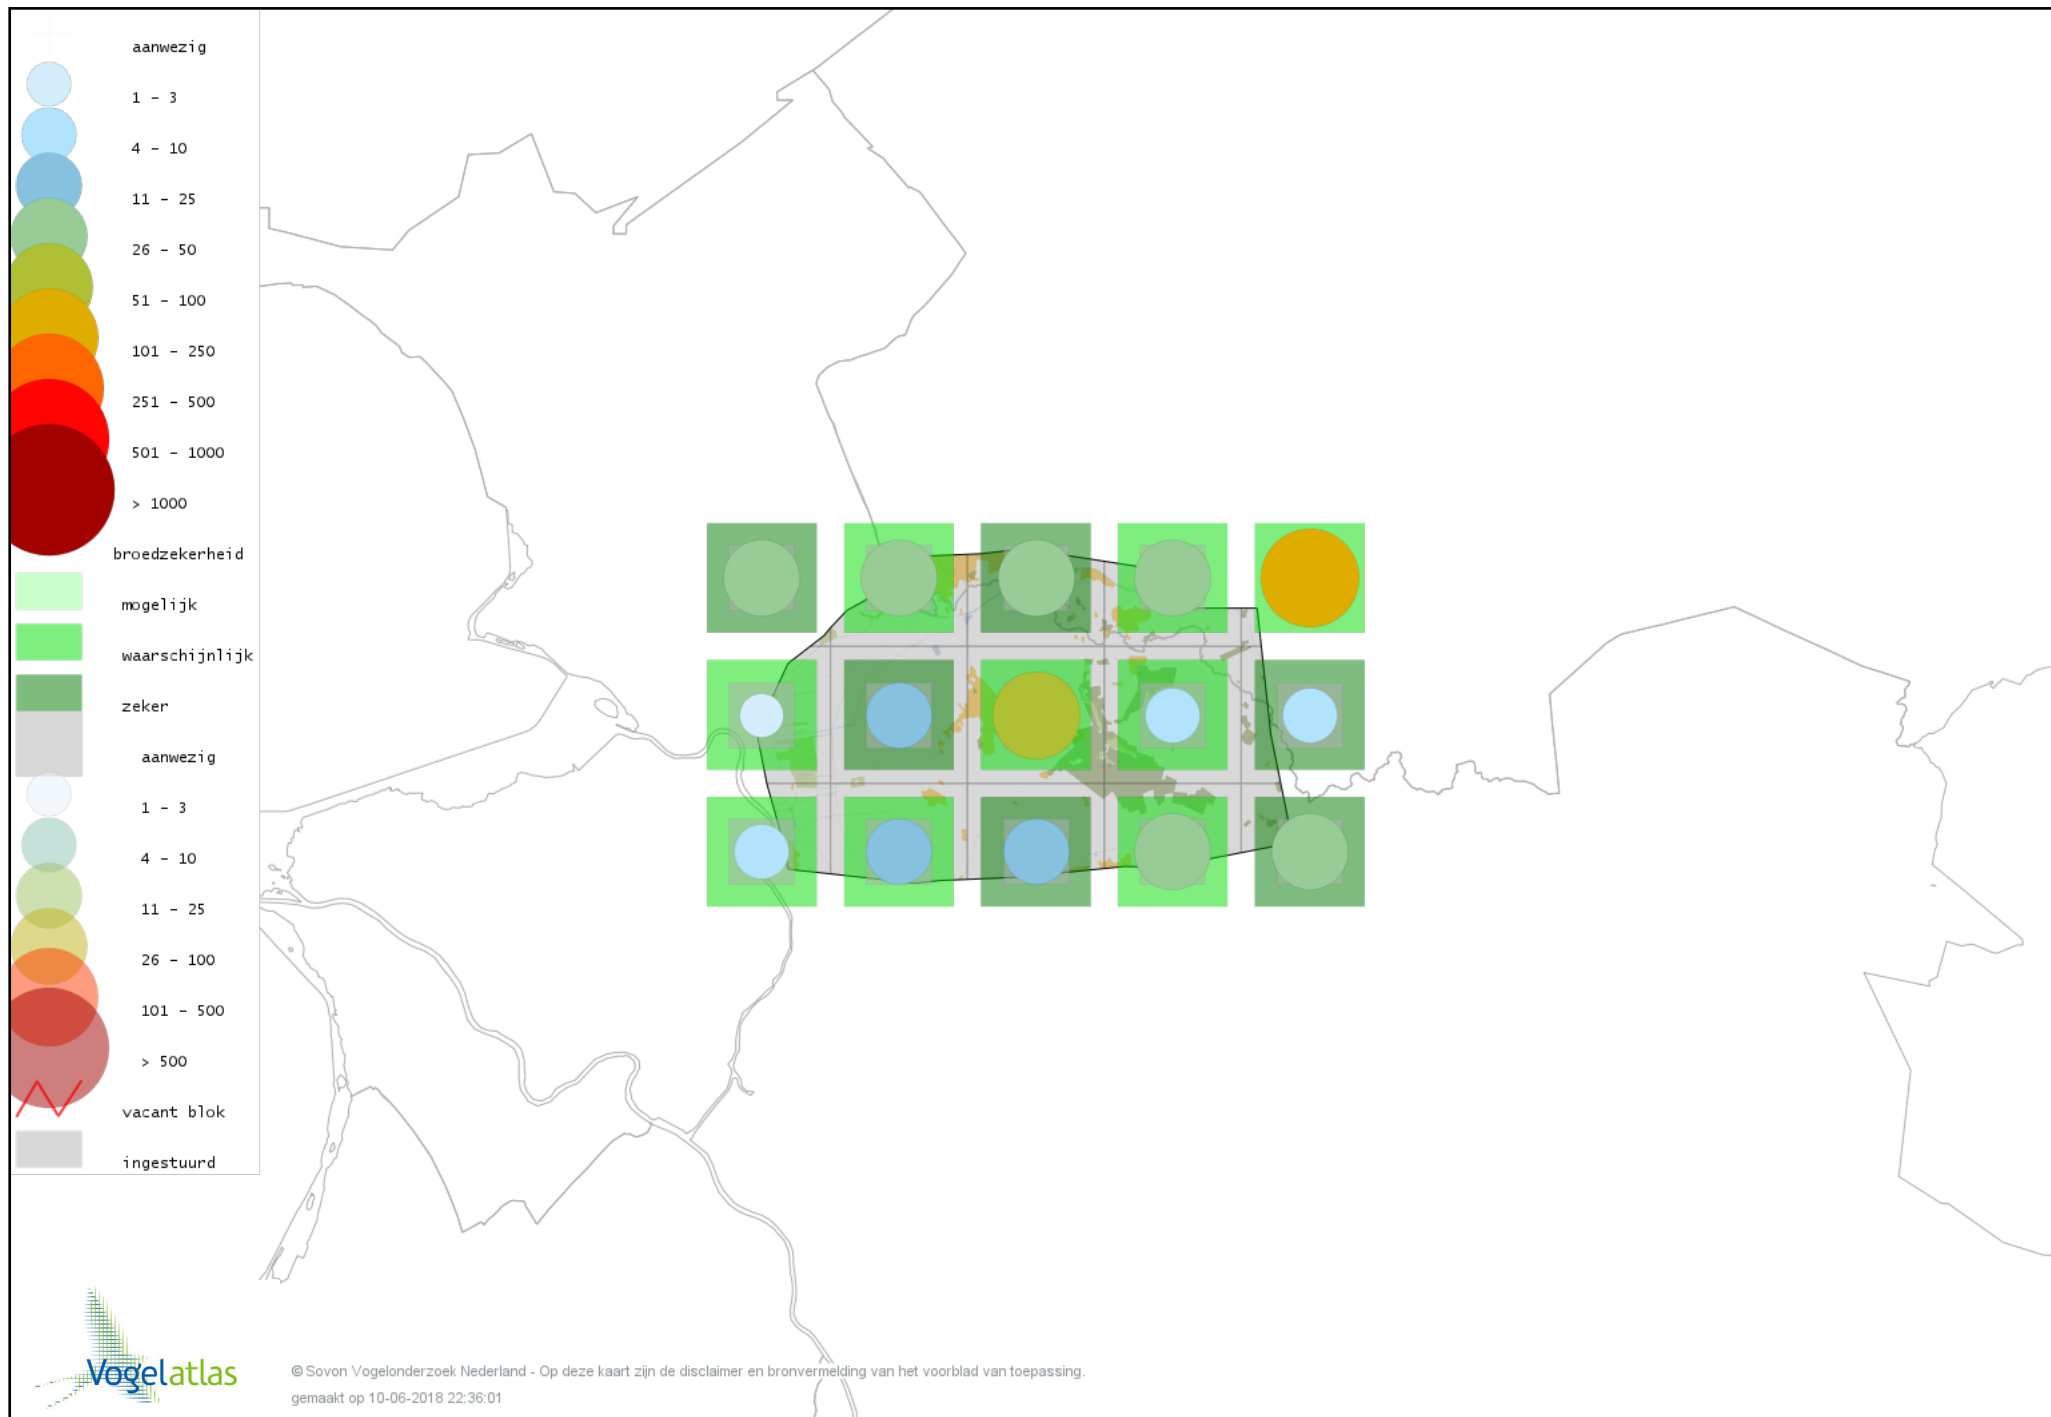 aanwezig
1 - 3
4 - 10
11 - 25
26 - 50
51 - 100
101 - 250
251 - 500
501 - 1000
> 1000
broedzekerheid
mogelijk
waarschijnlijk
zeker
aanwezig
1 - 3
4 - 10
11 - 25
26 - 100
101 - 500
> 500
vacant blok
ingestuurd
Vogelatlas
© Sovon Vogelonderzoek Nederland - Op deze kaart zijn de disclaimer en bronvermelding van het voorblad van toepassing.
gemaakt op 10-06-2018 22:36:01